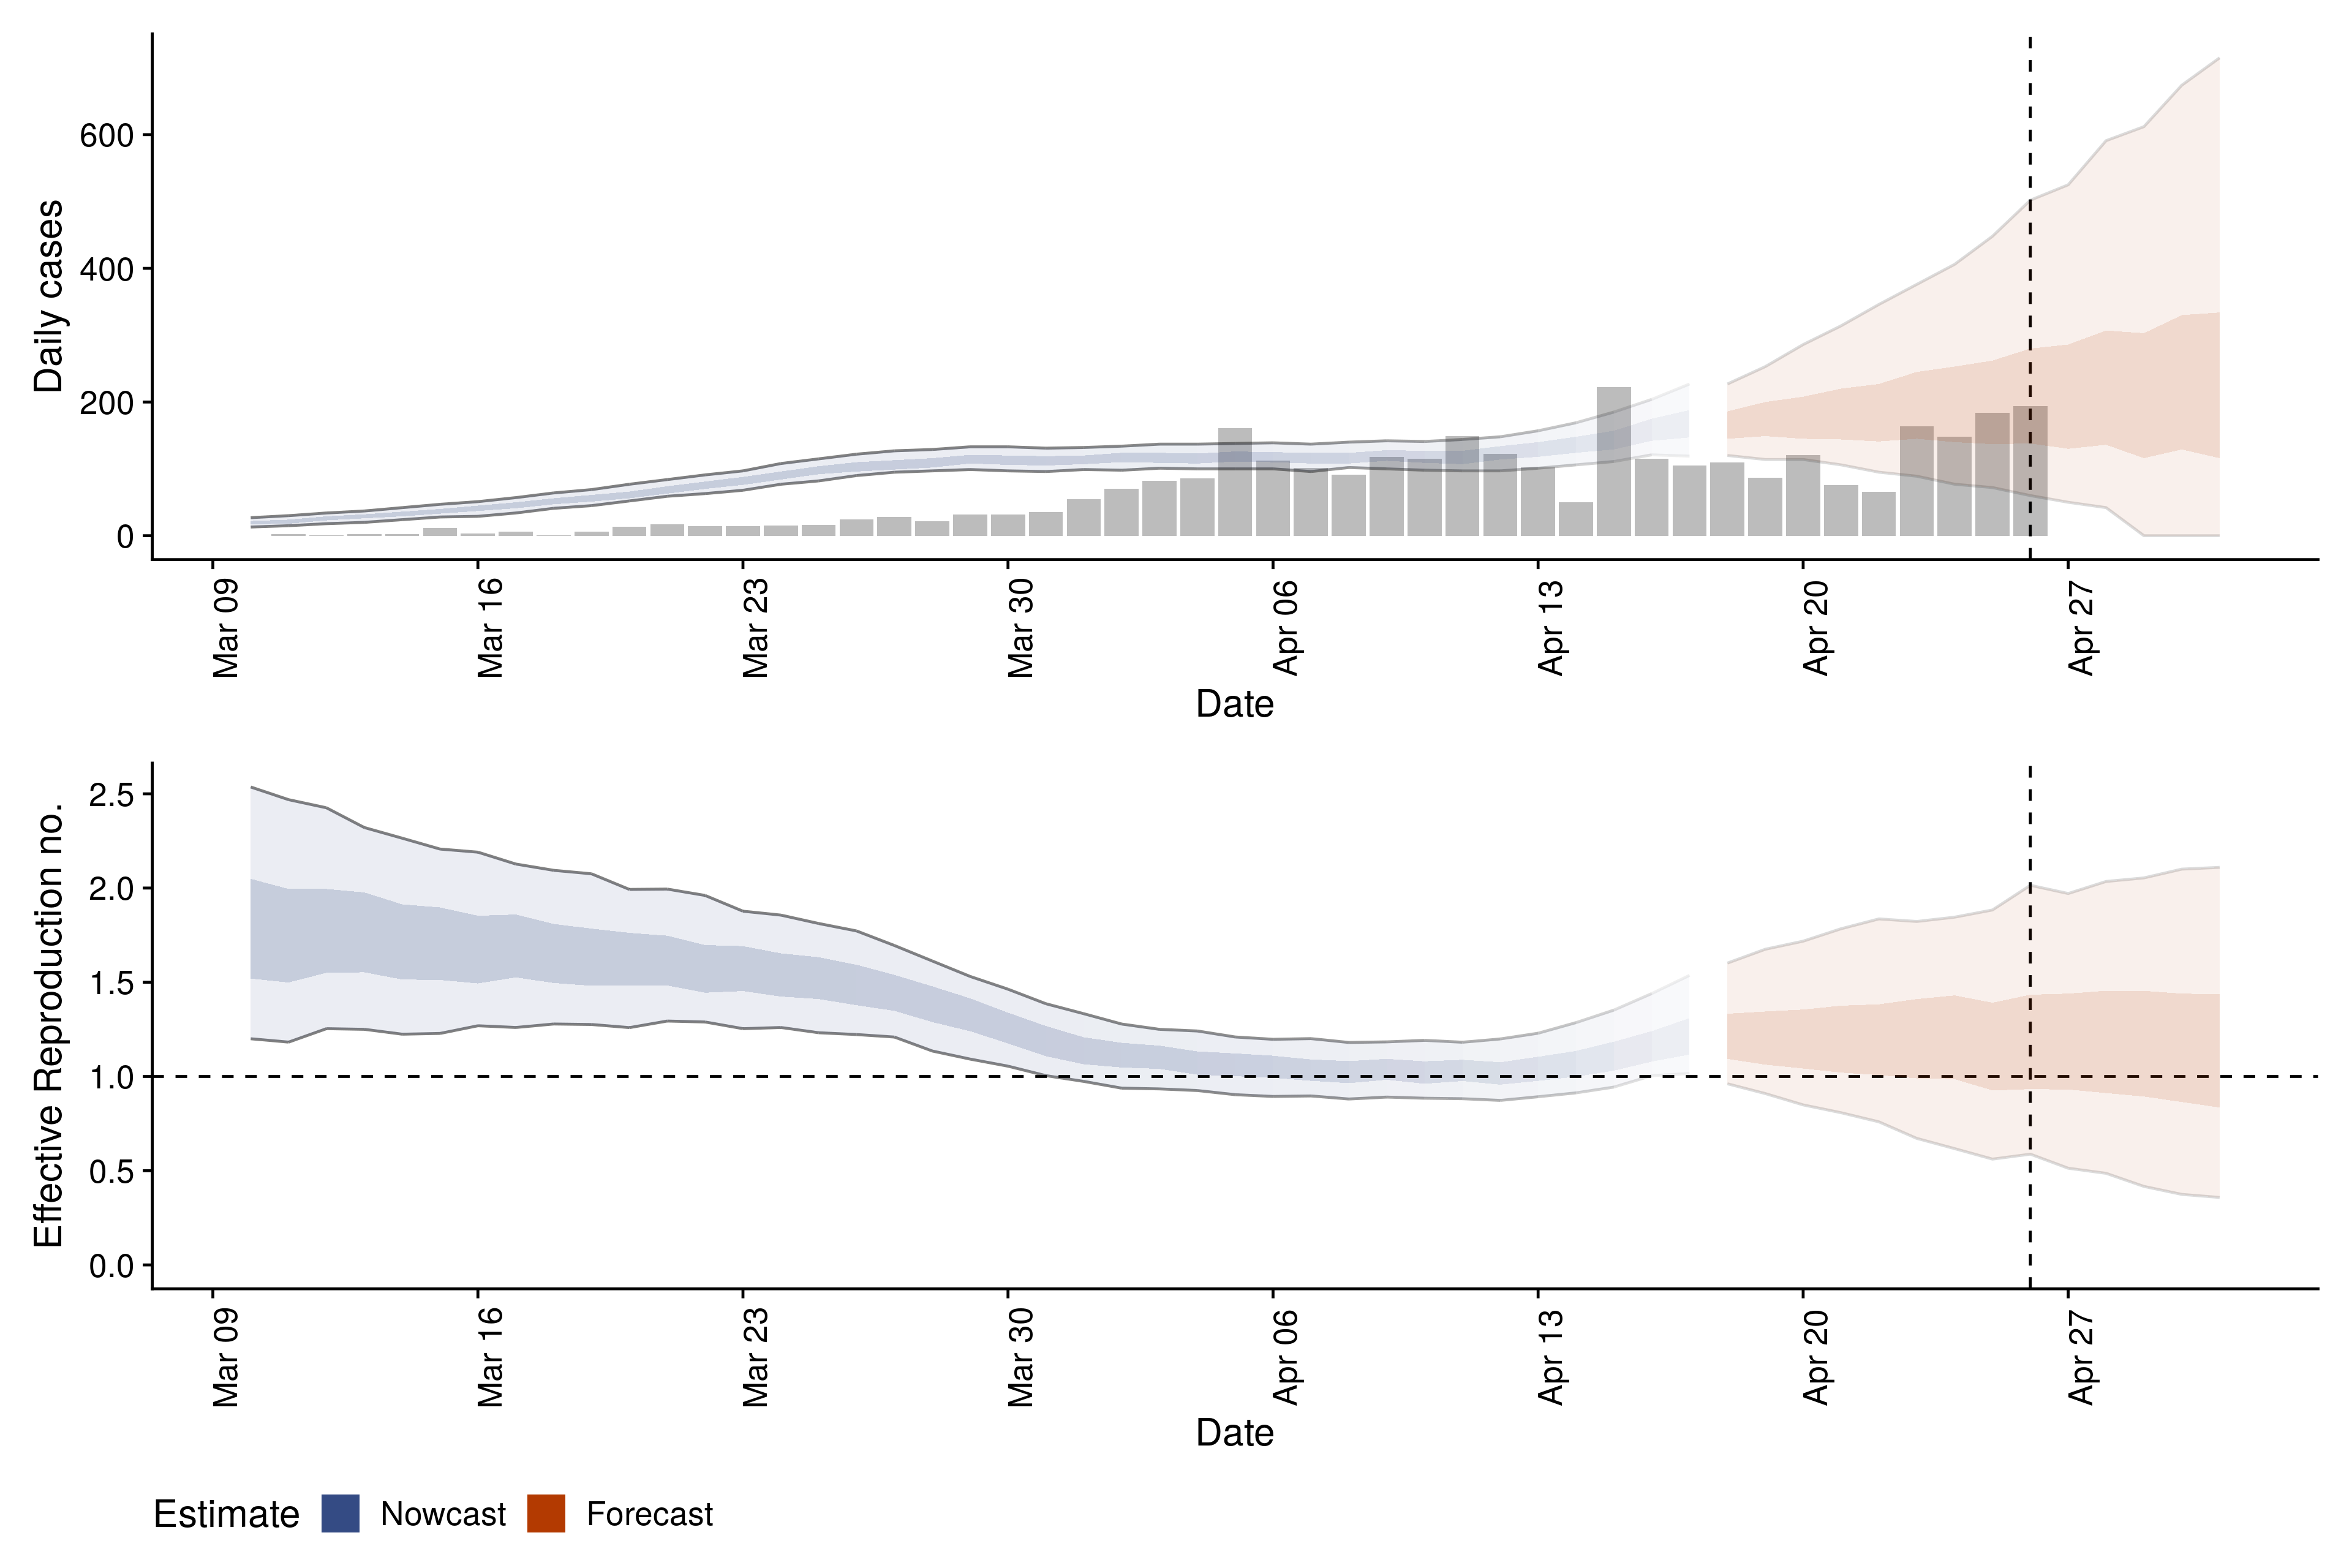 Daily cases
600
400
200
0
Mar 09
Mar 16
Mar 23
Mar 30
Apr 06
Apr 13
Apr 20
Apr 27
Date
Effective Reproduction no.
2.5
2.0
1.5
1.0
0.5
0.0
Mar 09
Mar 16
Mar 23
Mar 30
Apr 06
Apr 13
Apr 20
Apr 27
Date
Estimate Nowcast Forecast